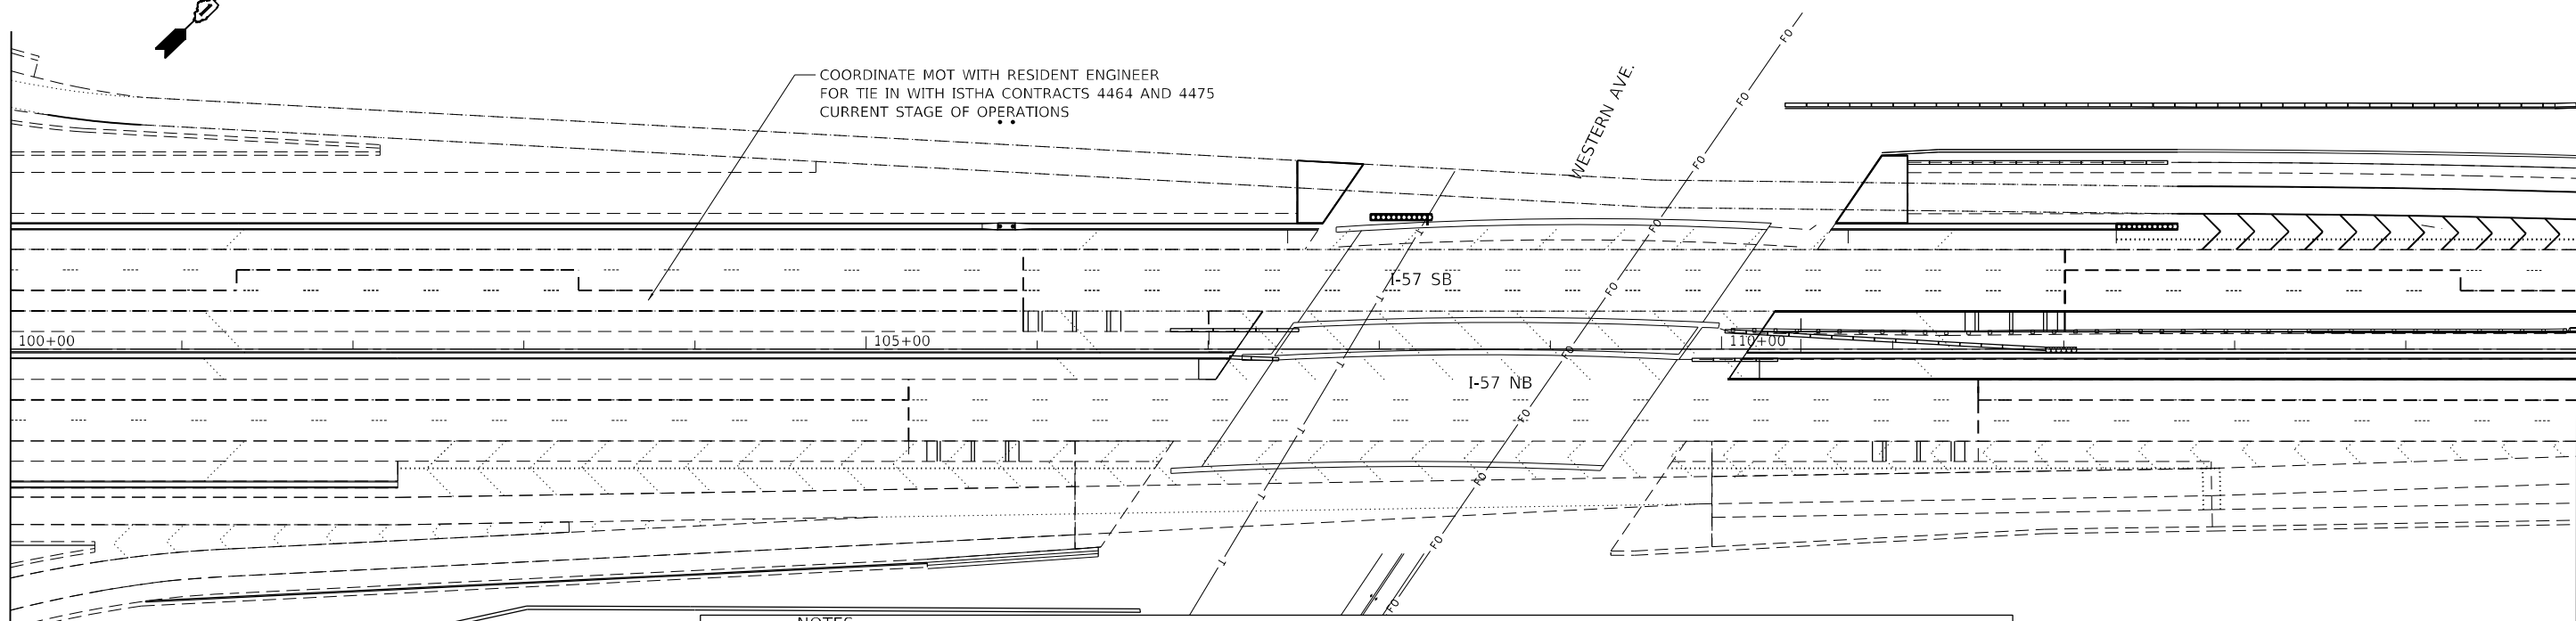 COORDINATE MOT WITH RESIDENT ENGINEER
FOR TIE IN WITH ISTHA CONTRACTS 4464 AND 4475
CURRENT STAGE OF OPERATIONS
WESTERN AVE.
FO
FO
FO
FO
FO
FO
FO
FO
FO
FO
I-57 SB
100+00
105+00
110+00
I-57 NB
NOTES